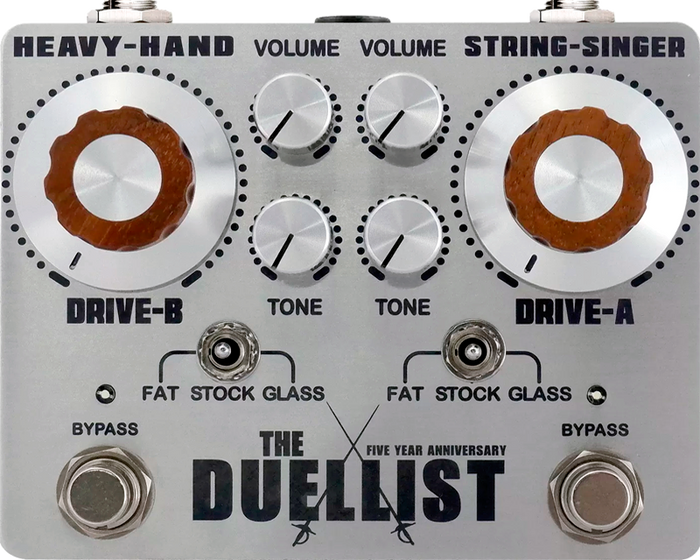 HEAVY-HAND VOLUME VOLUME STRING-SINGER
TONE TONE
DRIVE-B DRIVE-A
FAT STOCK GLASS FAT STOCK GLASS
BYPASS BYPASS
THE FIVE YEAR ANNIVERSARY
DUELLIST